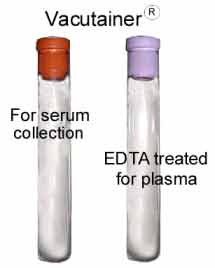 Vacutainer®
For serum
collection
EDTA treated
for plasma